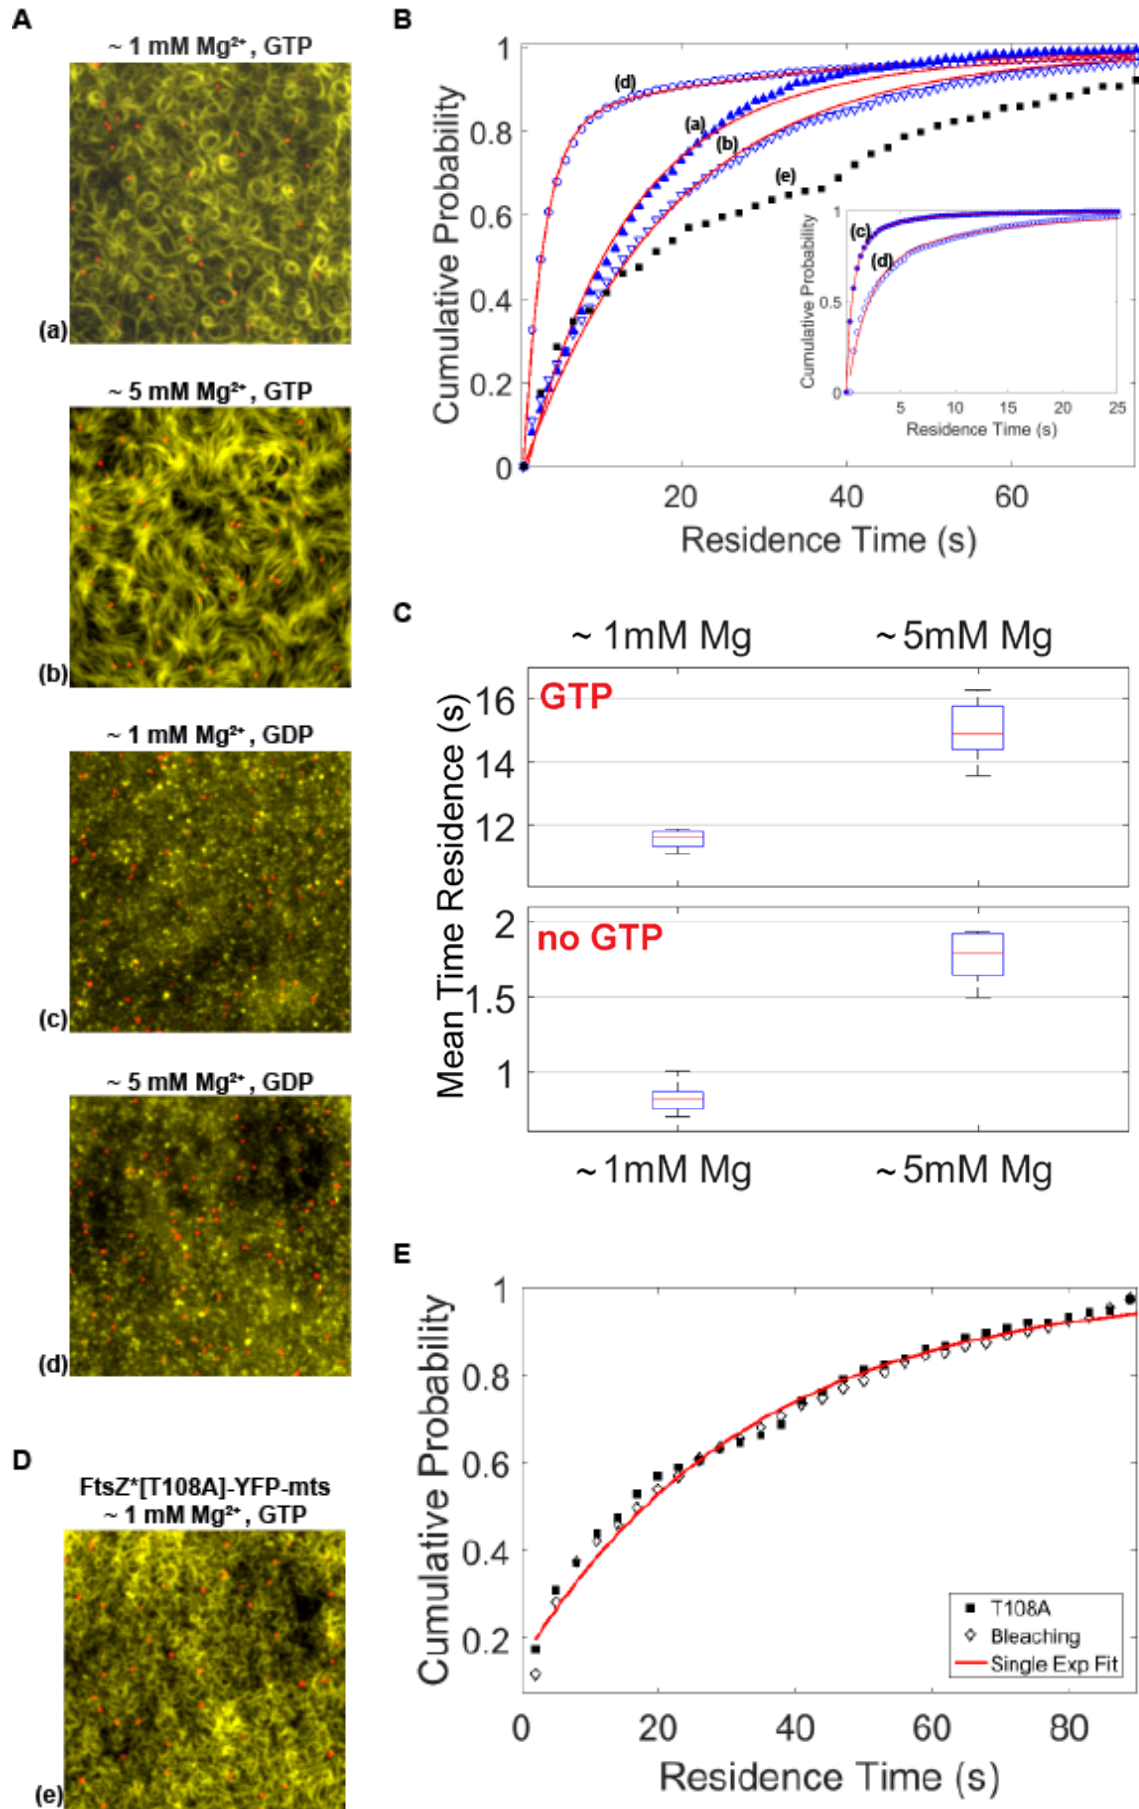 A
~ 1 mM Mg²⁺, GTP
(a)
~ 5 mM Mg²⁺, GTP
(b)
~ 1 mM Mg²⁺, GDP
(c)
~ 5 mM Mg²⁺, GDP
(d)
B
Cumulative Probability
1
0.8
0.6
0.4
0.2
0
20
40
60
Residence Time (s)
(d)
(a)
(b)
(e)
Cumulative Probability
1
0.5
0
5
10
15
20
25
Residence Time (s)
(c)
(d)
C
~ 1mM Mg
~ 5mM Mg
Mean Time Residence (s)
GTP
16
14
12
no GTP
2
1.5
1
~ 1mM Mg
~ 5mM Mg
D
FtsZ*[T108A]-YFP-mts
~ 1 mM Mg²⁺, GTP
(e)
E
Cumulative Probability
1
0.8
0.6
0.4
0.2
0
20
40
60
80
Residence Time (s)
T108A
Bleaching
Single Exp Fit